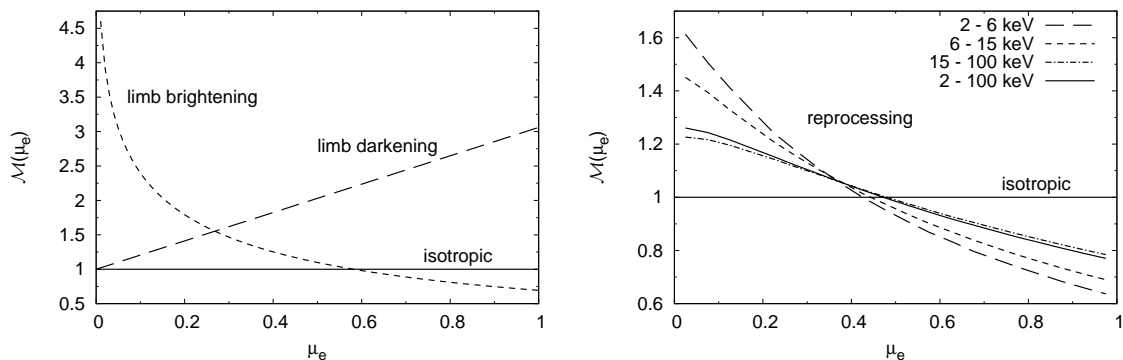 4.5
4
3.5
3
2.5
2
1.5
1
0.5
0 0.2 0.4 0.6 0.8 1
ℳ(μe)
μe
limb brightening
limb darkening
isotropic
1.6
1.4
1.2
1
0.8
0.6
0 0.2 0.4 0.6 0.8 1
ℳ(μe)
μe
2 - 6 keV
6 - 15 keV
15 - 100 keV
2 - 100 keV
reprocessing
isotropic